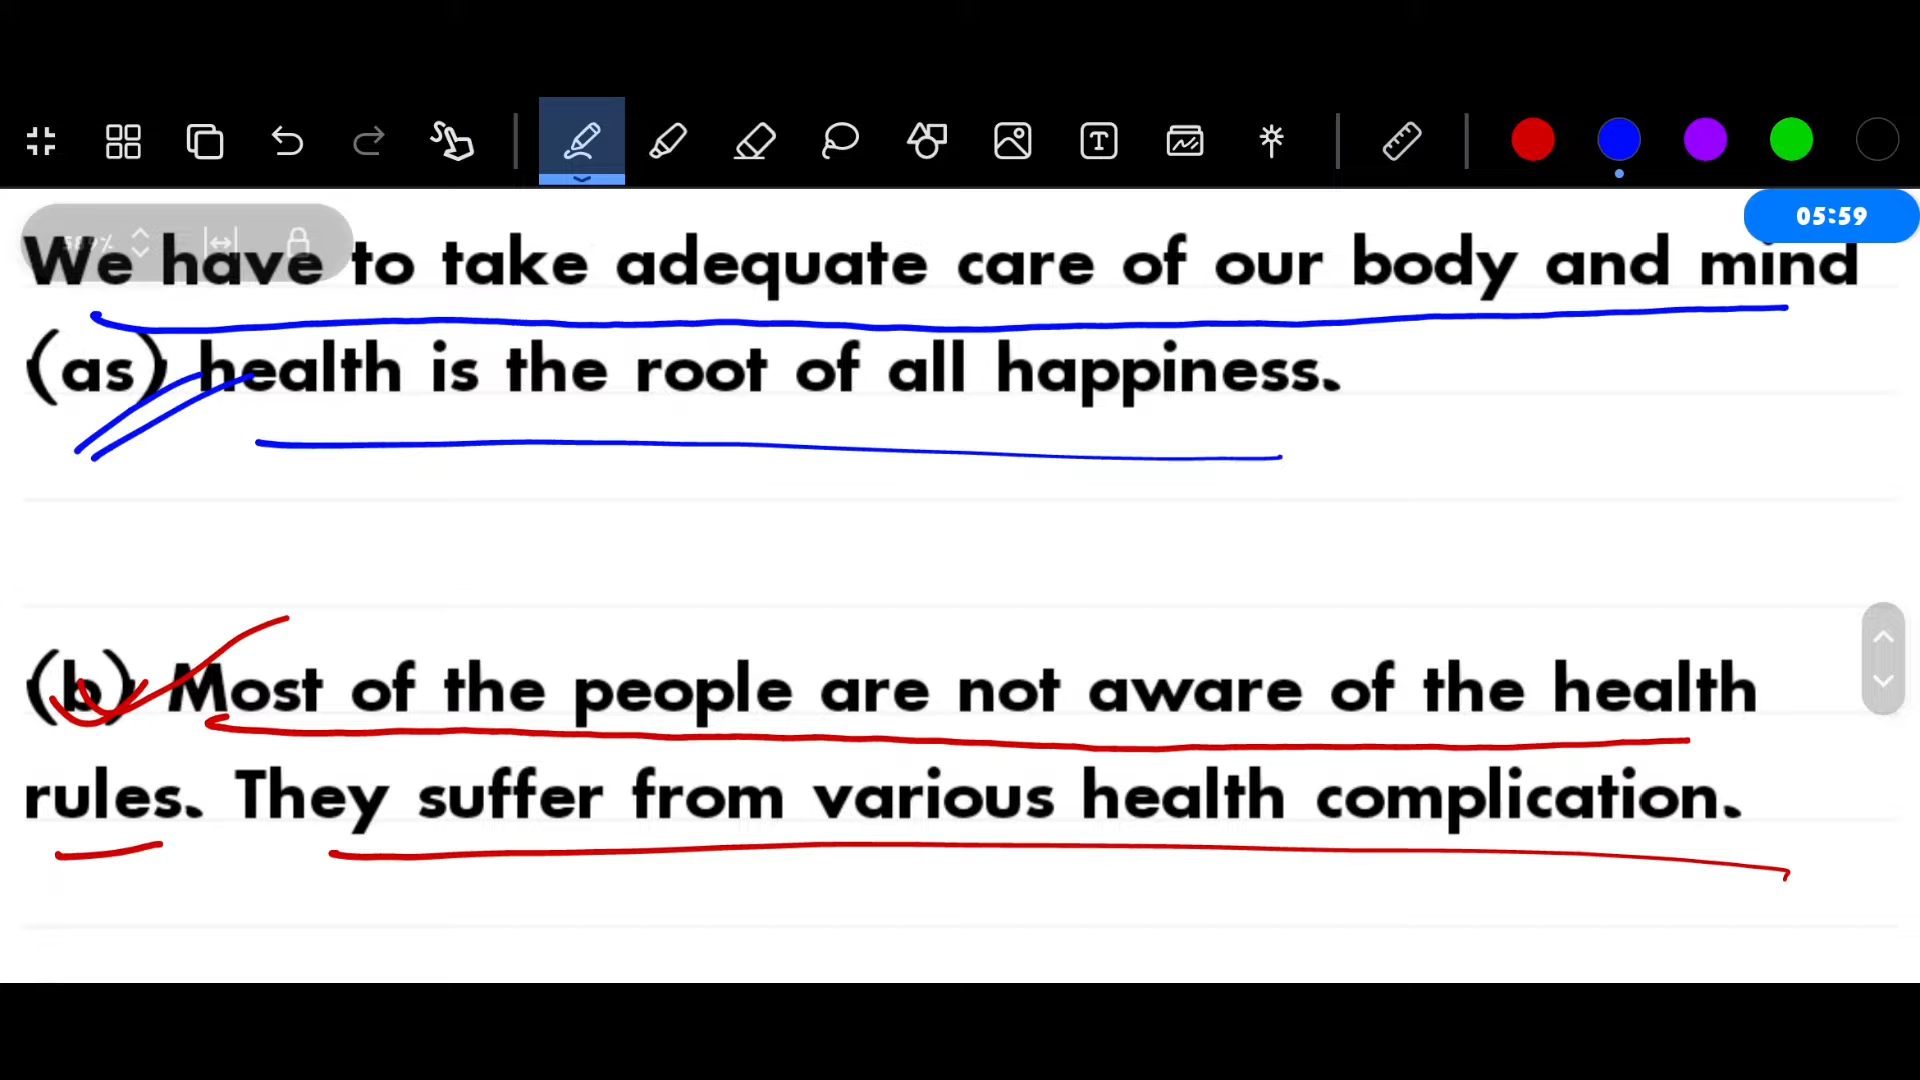 05:59
We have to take adequate care of our body and mind
(as) health is the root of all happiness.
(b) Most of the people are not aware of the health
rules. They suffer from various health complication.